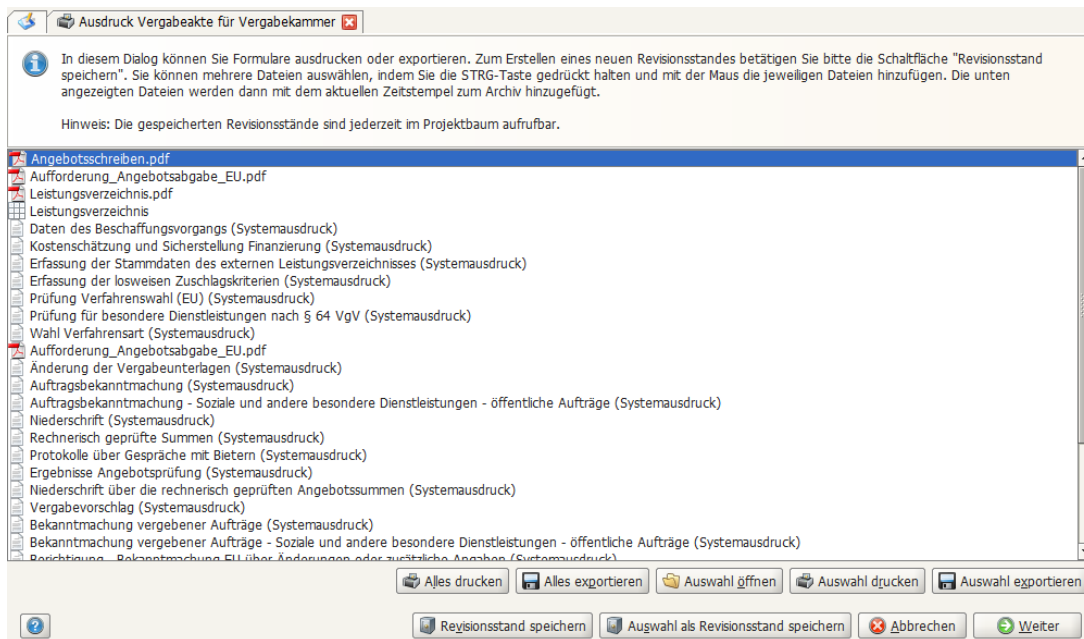 Ausdruck Vergabeakte für Vergabekammer
In diesem Dialog können Sie Formulare ausdrucken oder exportieren. Zum Erstellen eines neuen Revisionsstandes betätigen Sie bitte die Schaltfläche "Revisionsstand
speichern". Sie können mehrere Dateien auswählen, indem Sie die STRG-Taste gedrückt halten und mit der Maus die jeweiligen Dateien hinzufügen. Die unten
angezeigten Dateien werden dann mit dem aktuellen Zeitstempel zum Archiv hinzugefügt.
Hinweis: Die gespeicherten Revisionsstände sind jederzeit im Projektbaum aufrufbar.
Angebotsschreiben.pdf
Aufforderung_Angebotsabgabe_EU.pdf
Leistungsverzeichnis.pdf
Leistungsverzeichnis
Daten des Beschaffungsvorgangs (Systemausdruck)
Kostenschätzung und Sicherstellung Finanzierung (Systemausdruck)
Erfassung der Stammdaten des externen Leistungsverzeichnisses (Systemausdruck)
Erfassung der losweisen Zuschlagskriterien (Systemausdruck)
Prüfung Verfahrenswahl (EU) (Systemausdruck)
Prüfung für besondere Dienstleistungen nach § 64 VgV (Systemausdruck)
Wahl Verfahrensart (Systemausdruck)
Aufforderung_Angebotsabgabe_EU.pdf
Änderung der Vergabeunterlagen (Systemausdruck)
Auftragsbekanntmachung (Systemausdruck)
Auftragsbekanntmachung - Soziale und andere besondere Dienstleistungen - öffentliche Aufträge (Systemausdruck)
Niederschrift (Systemausdruck)
Rechnerisch geprüfte Summen (Systemausdruck)
Protokolle über Gespräche mit Bietern (Systemausdruck)
Ergebnisse Angebotsprüfung (Systemausdruck)
Niederschrift über die rechnerisch geprüften Angebotssummen (Systemausdruck)
Vergabevorschlag (Systemausdruck)
Bekanntmachung vergebener Aufträge (Systemausdruck)
Bekanntmachung vergebener Aufträge - Soziale und andere besondere Dienstleistungen - öffentliche Aufträge (Systemausdruck)
Berichtigung - Bekanntmachung EU über Änderungen oder zusätzliche Angaben (Systemausdruck)
Alles drucken Alles exportieren Auswahl öffnen Auswahl drucken Auswahl exportieren
Revisionsstand speichern Auswahl als Revisionsstand speichern Abbrechen Weiter